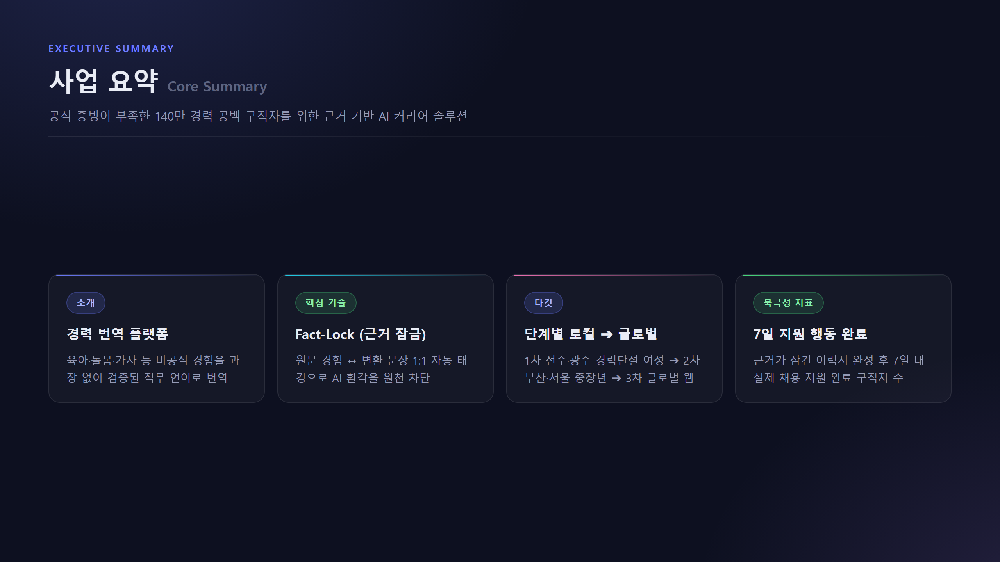 EXECUTIVE SUMMARY
사업 요약 Core Summary
공식 증빙이 부족한 140만 경력 공백 구직자를 위한 근거 기반 AI 커리어 솔루션
소개
경력 번역 플랫폼
육아·돌봄·가사 등 비공식 경험을 과
장 없이 검증된 직무 언어로 번역
핵심 기술
Fact-Lock (근거 잠금)
원문 경험 ↔ 변환 문장 1:1 자동 태
깅으로 AI 환각을 원천 차단
타깃
단계별 로컬 ➔ 글로벌
1차 전주·광주 경력단절 여성 ➔ 2차
부산·서울 중장년 ➔ 3차 글로벌 웹
북극성 지표
7일 지원 행동 완료
근거가 잠긴 이력서 완성 후 7일 내
실제 채용 지원 완료 구직자 수